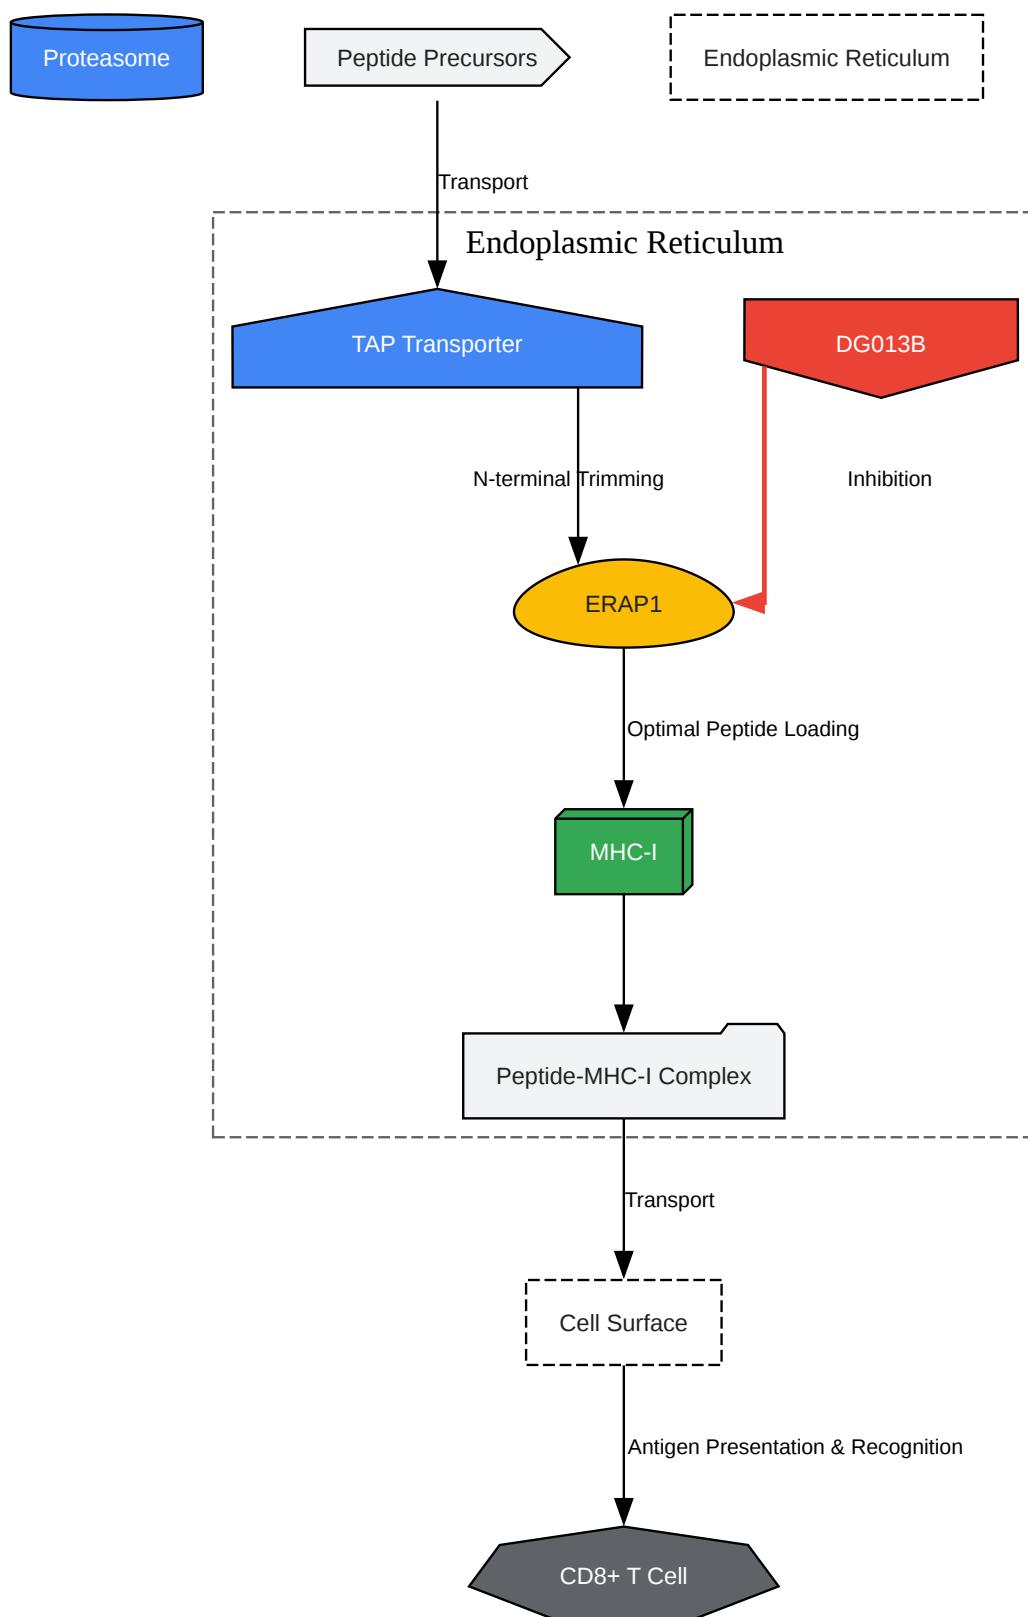 Proteasome
Peptide Precursors
Endoplasmic Reticulum
Transport
Endoplasmic Reticulum
TAP Transporter
DG013B
N-terminal Trimming
Inhibition
ERAP1
Optimal Peptide Loading
MHC-I
Peptide-MHC-I Complex
Transport
Cell Surface
Antigen Presentation & Recognition
CD8+ T Cell